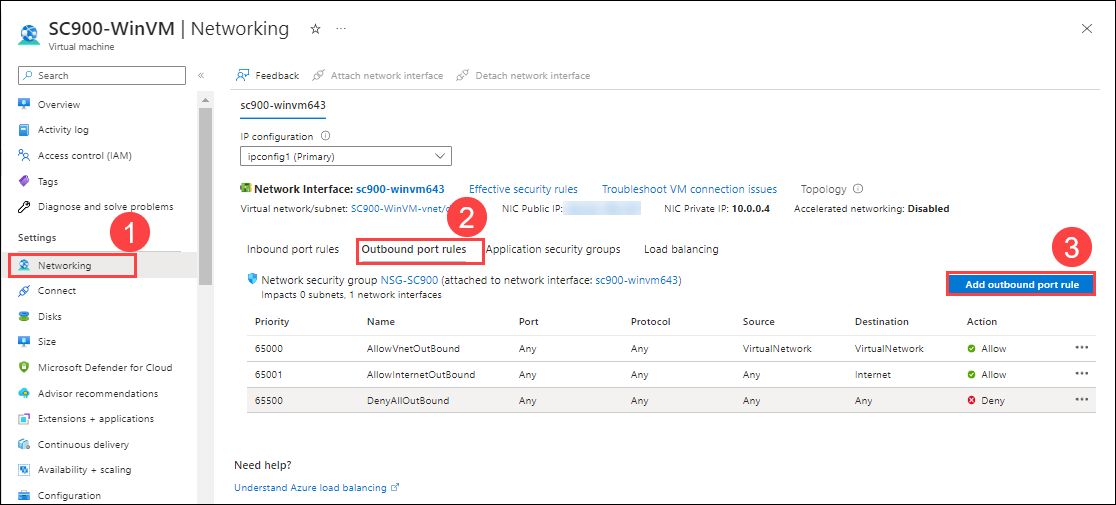 SC900-WinVM | Networking
Virtual machine
Search
Overview
Activity log
Access control (IAM)
Tags
Diagnose and solve problems
Settings
1
Networking
Connect
Disks
Size
Microsoft Defender for Cloud
Advisor recommendations
Extensions + applications
Continuous delivery
Availability + scaling
Configuration
Feedback Attach network interface Detach network interface
sc900-winvm643
IP configuration
ipconfig1 (Primary)
Network Interface: sc900-winvm643 Effective security rules Troubleshoot VM connection issues Topology
Virtual network/subnet: SC900-WinVM-vnet/ NIC Public IP: NIC Private IP: 10.0.0.4 Accelerated networking: Disabled
2
Inbound port rules Outbound port rules Application security groups Load balancing
3
Network security group NSG-SC900 (attached to network interface: sc900-winvm643)
Impacts 0 subnets, 1 network interfaces
Add outbound port rule
Priority Name Port Protocol Source Destination Action
65000 AllowVnetOutBound Any Any VirtualNetwork VirtualNetwork Allow
65001 AllowInternetOutBound Any Any Any Internet Allow
65500 DenyAllOutBound Any Any Any Any Deny
Need help?
Understand Azure load balancing